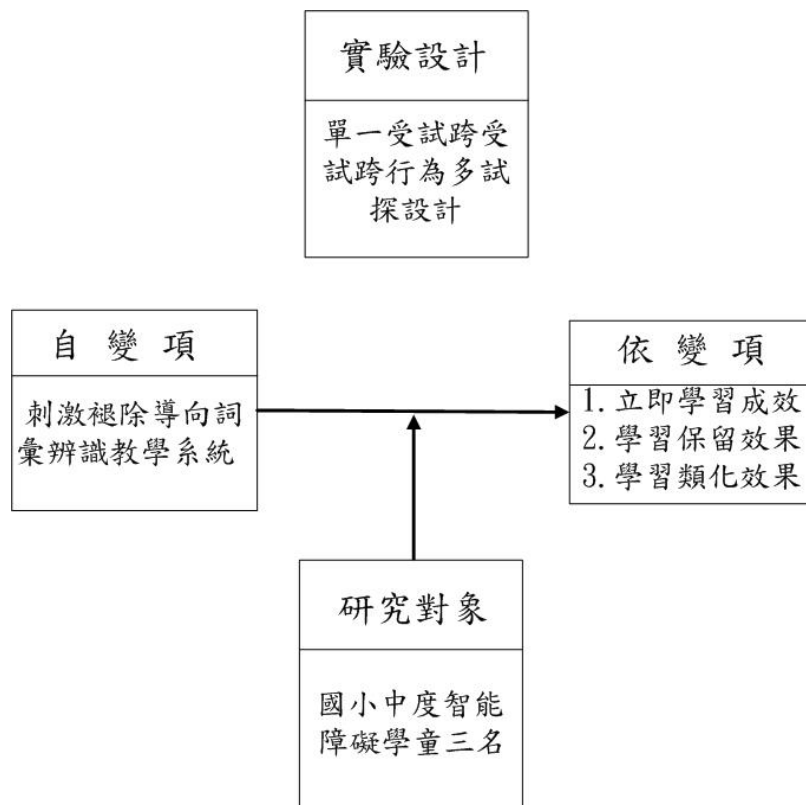 實驗設計
單一受試跨受
試跨行為多試
探設計
自變項
刺激褪除導向詞
彙辨識教學系統
依變項
1.立即學習成效
2.學習保留效果
3.學習類化效果
研究對象
國小中度智能
障礙學童三名